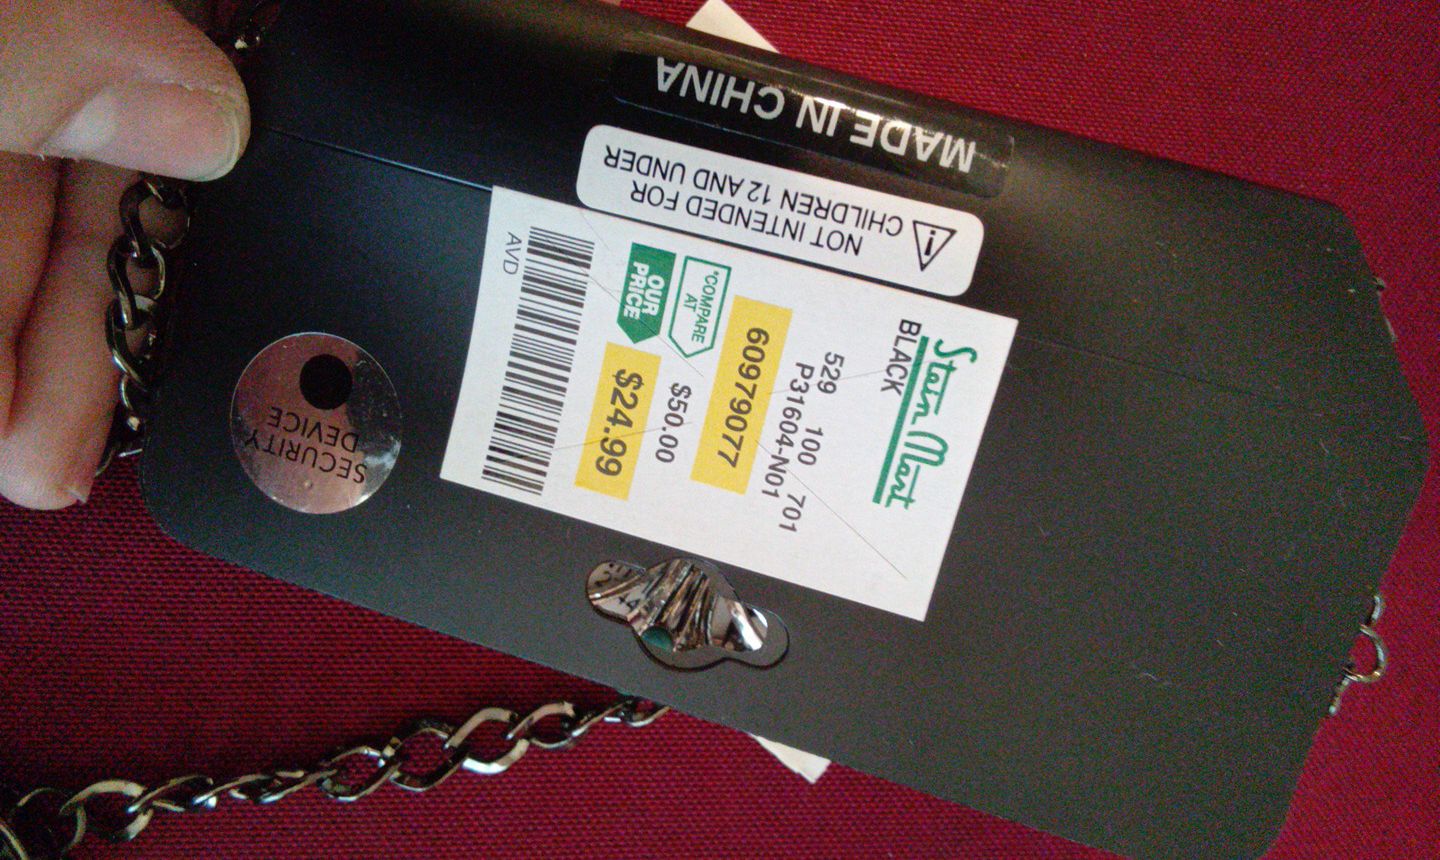 MADE IN CHINA
NOT INTENDED FOR
CHILDREN 12 AND UNDER
Stein Mart
BLACK
529 100 701
P31604-N01
60979077
*COMPARE
AT
$50.00
OUR
PRICE
$24.99
AVD
SECURITY
DEVICE